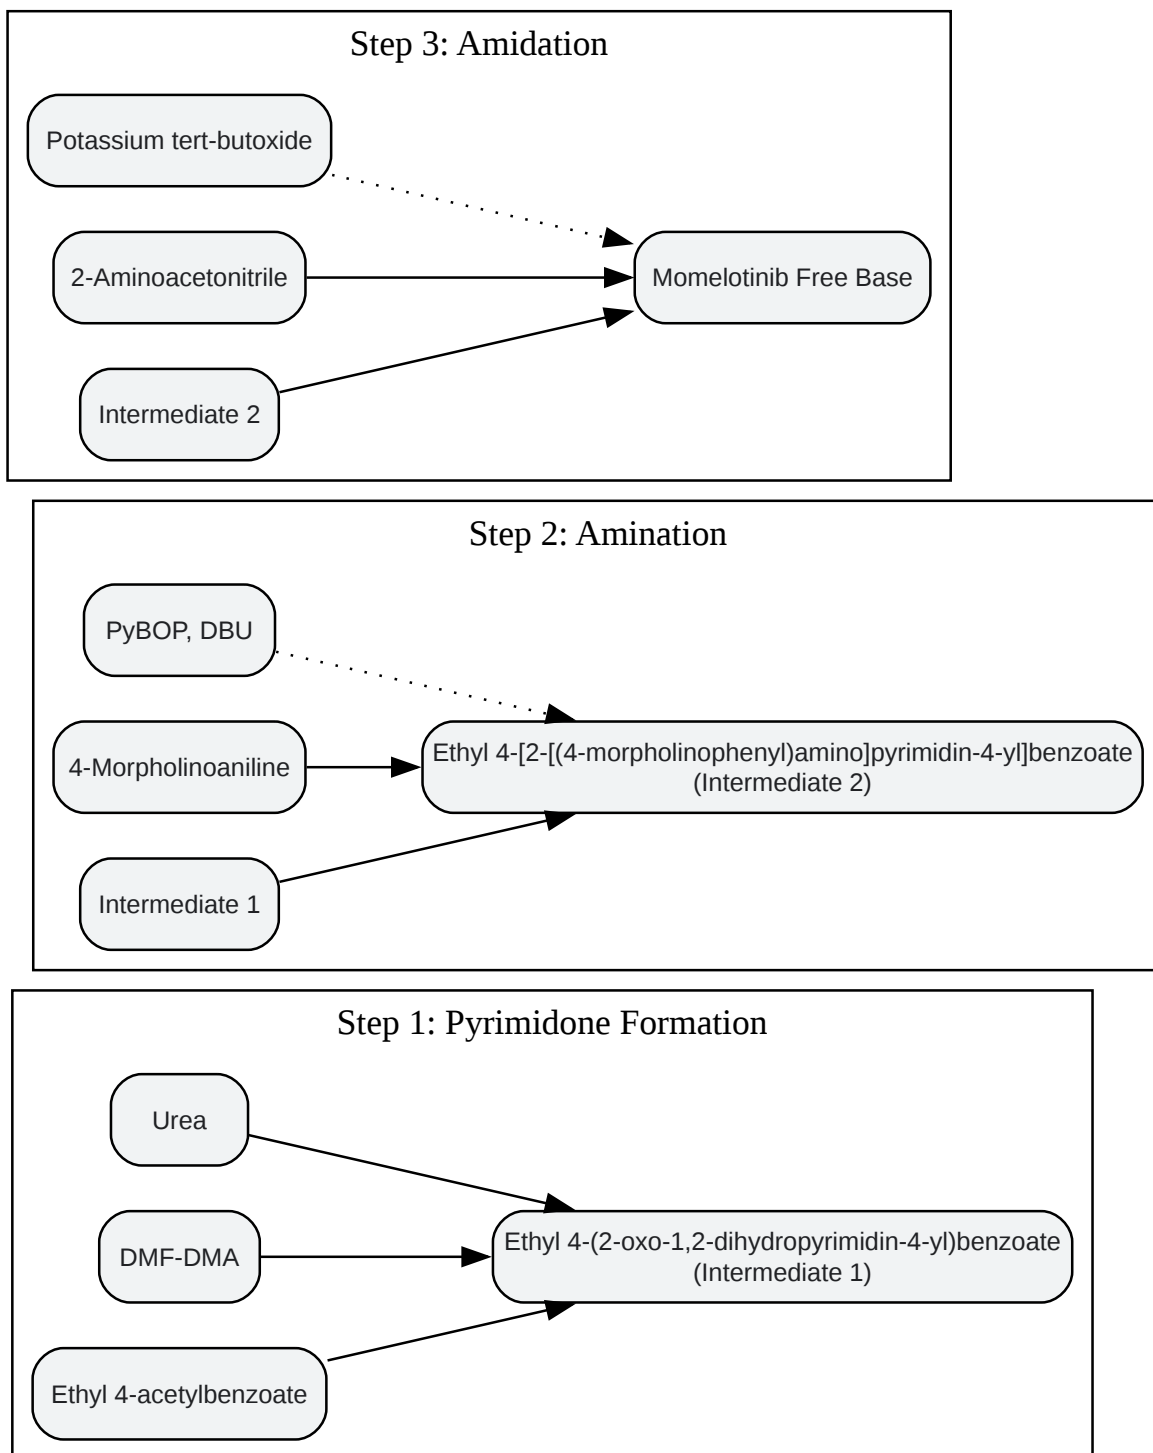 Step 3: Amidation
Potassium tert-butoxide
2-Aminoacetonitrile
Momelotinib Free Base
Intermediate 2
Step 2: Amination
PyBOP, DBU
4-Morpholinoaniline
Ethyl 4-[2-[(4-morpholinophenyl)amino]pyrimidin-4-yl]benzoate
(Intermediate 2)
Intermediate 1
Step 1: Pyrimidone Formation
Urea
DMF-DMA
Ethyl 4-(2-oxo-1,2-dihydropyrimidin-4-yl)benzoate
(Intermediate 1)
Ethyl 4-acetylbenzoate